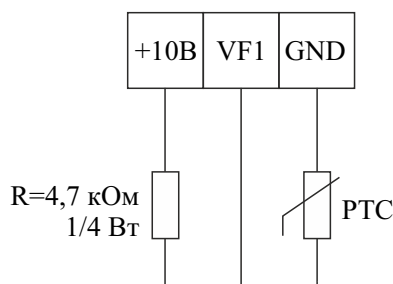 +10В VF1 GND
R=4,7 кОм
1/4 Вт
PTC